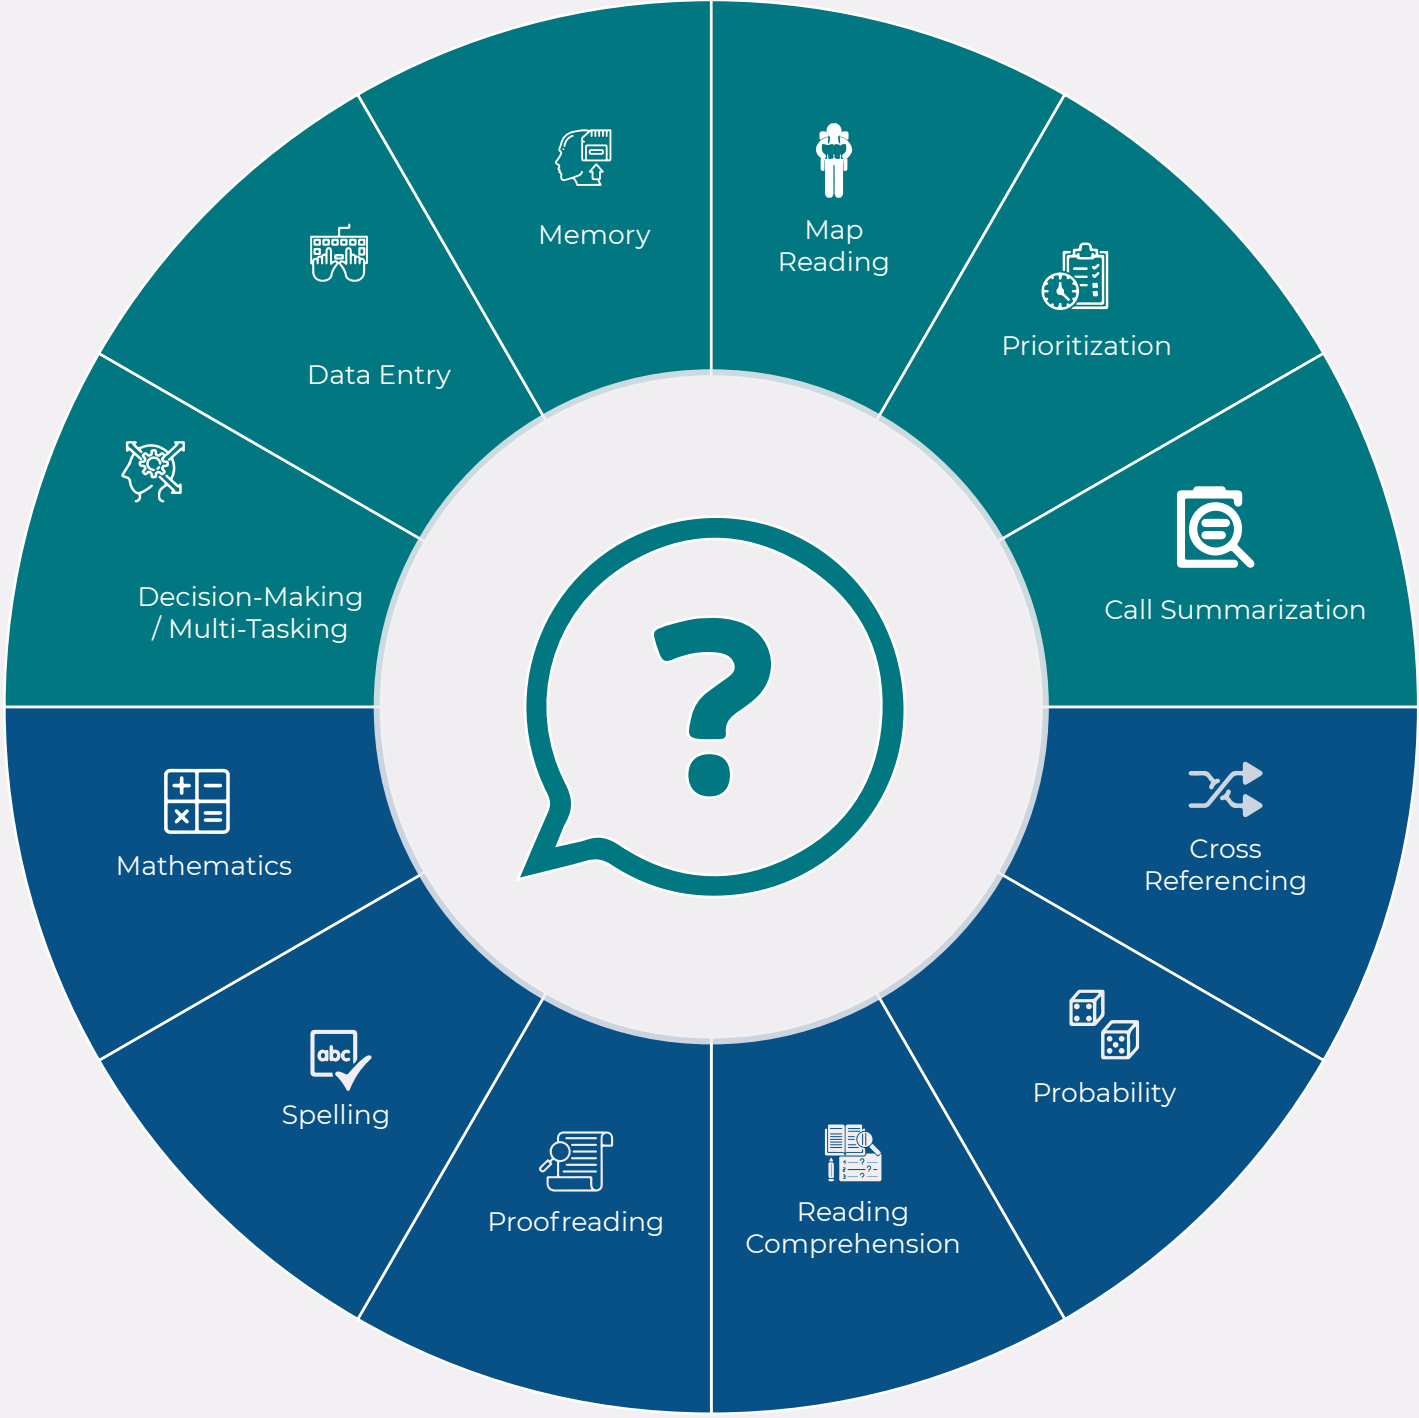 Memory
Map
Reading
Data Entry
Prioritization
Decision-Making
/ Multi-Tasking
Call Summarization
?
Mathematics
Cross
Referencing
abc
Spelling
Probability
Proofreading
Reading
Comprehension